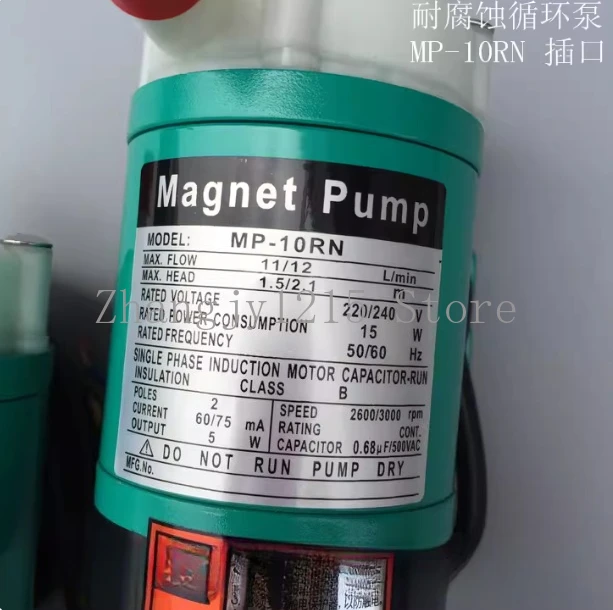 耐腐蚀循环泵
MP-10RN 插口
Magnet Pump
MODEL: MP-10RN
MAX. FLOW 11/12 L/min
MAX. HEAD 1.5/2.1 m
RATED VOLTAGE 220/240
RATED POWER CONSUMPTION 15 W
RATED FREQUENCY 50/60 Hz
Zhong jy1215 Store
SINGLE PHASE INDUCTION MOTOR CAPACITOR-RUN
INSULATION CLASS B
POLES 2 SPEED 2600/3000 rpm
CURRENT 60/75 mA RATING CONT.
OUTPUT 5 W CAPACITOR 0.68μF/500VAC
DO NOT RUN PUMP DRY
MFG.No.